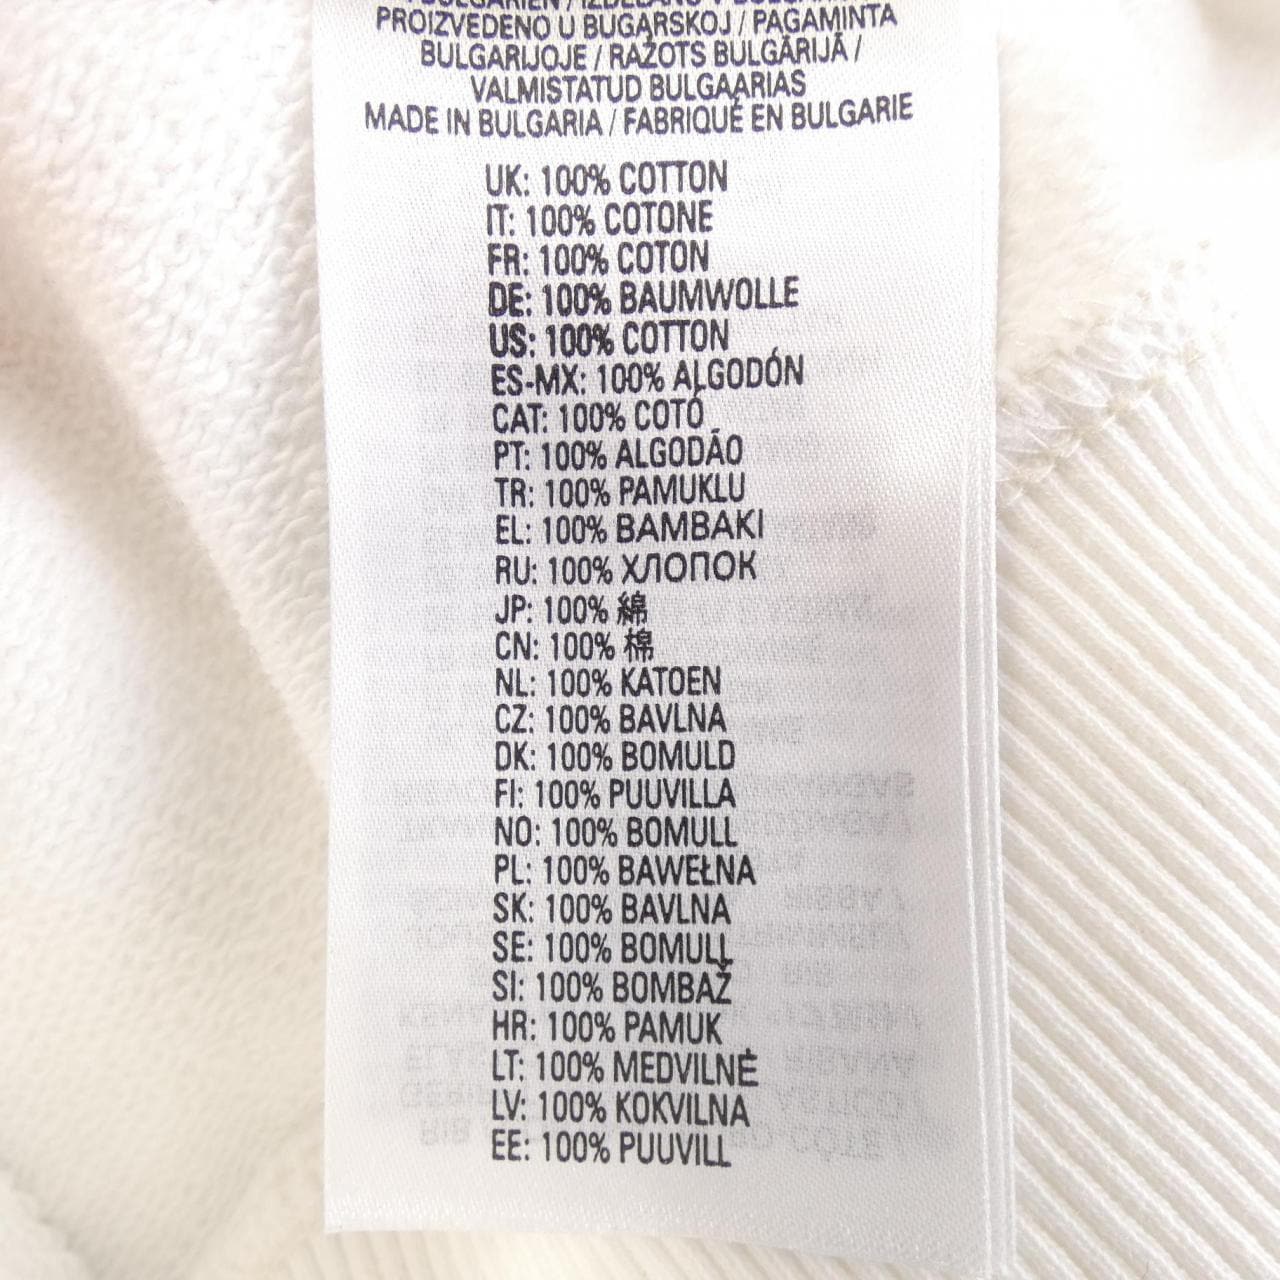 PROIZVEDENO U BUGARSKOJ / PAGAMINTA
BULGARIJOJE / RAŽOTS BULGĀRIJĀ /
VALMISTATUD BULGAARIAS
MADE IN BULGARIA / FABRIQUÉ EN BULGARIE
UK: 100% COTTON
IT: 100% COTONE
FR: 100% COTON
DE: 100% BAUMWOLLE
US: 100% COTTON
ES-MX: 100% ALGODÓN
CAT: 100% COTÓ
PT: 100% ALGODÃO
TR: 100% PAMUKLU
EL: 100% BAMBAKI
RU: 100% ХЛОПОК
JP: 100% 綿
CN: 100% 棉
NL: 100% KATOEN
CZ: 100% BAVLNA
DK: 100% BOMULD
FI: 100% PUUVILLA
NO: 100% BOMULL
PL: 100% BAWEŁNA
SK: 100% BAVLNA
SE: 100% BOMULL
SI: 100% BOMBAŽ
HR: 100% PAMUK
LT: 100% MEDVILNĖ
LV: 100% KOKVILNA
EE: 100% PUUVILL